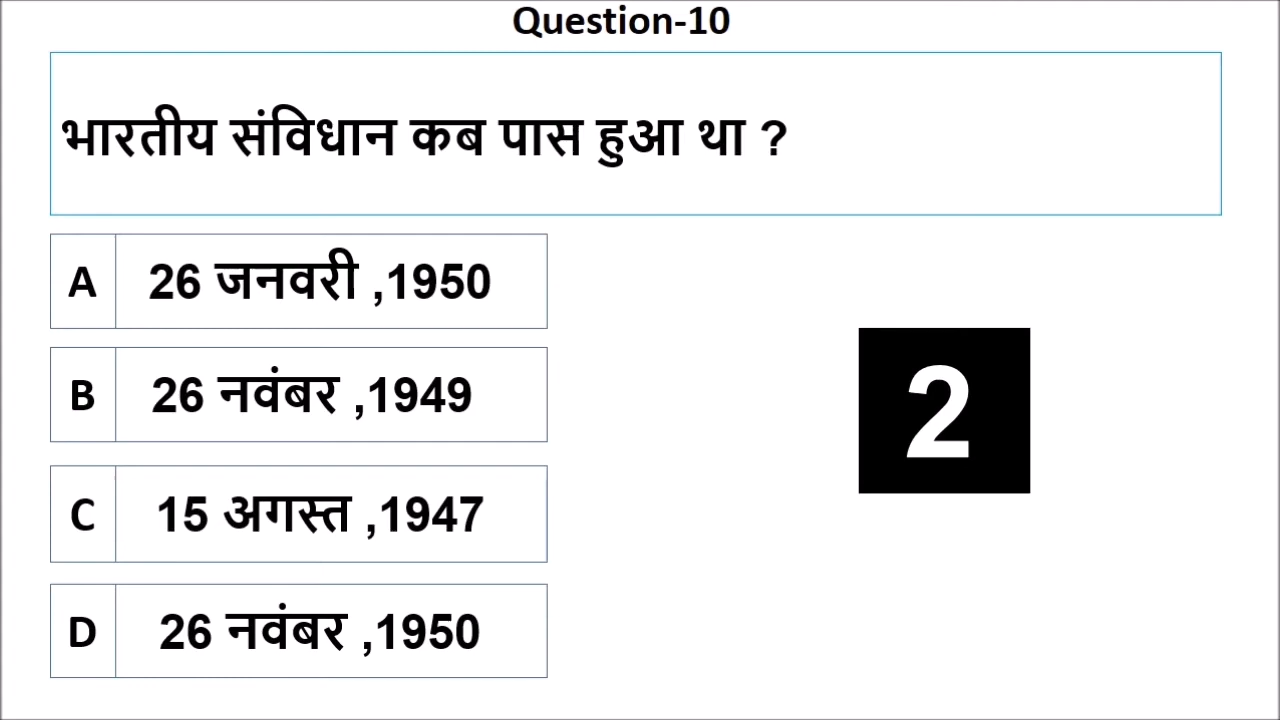 Question-10
भारतीय संविधान कब पास हुआ था ?
A 26 जनवरी ,1950
B 26 नवंबर ,1949
2
C 15 अगस्त ,1947
D 26 नवंबर ,1950